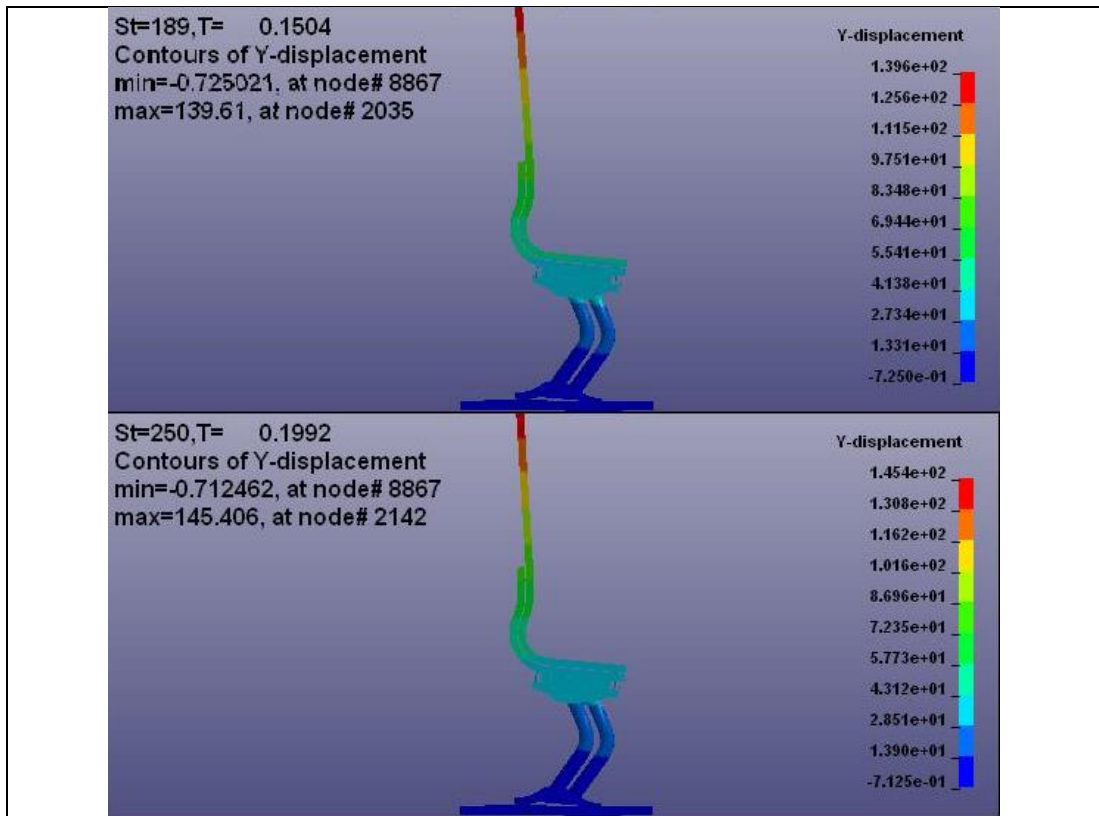 St=189,T= 0.1504
Contours of Y-displacement
min=-0.725021, at node# 8867
max=139.61, at node# 2035
Y-displacement
1.396e+02
1.256e+02
1.115e+02
9.751e+01
8.348e+01
6.944e+01
5.541e+01
4.138e+01
2.734e+01
1.331e+01
-7.250e-01
St=250,T= 0.1992
Contours of Y-displacement
min=-0.712462, at node# 8867
max=145.406, at node# 2142
Y-displacement
1.454e+02
1.308e+02
1.162e+02
1.016e+02
8.696e+01
7.235e+01
5.773e+01
4.312e+01
2.851e+01
1.390e+01
-7.125e-01